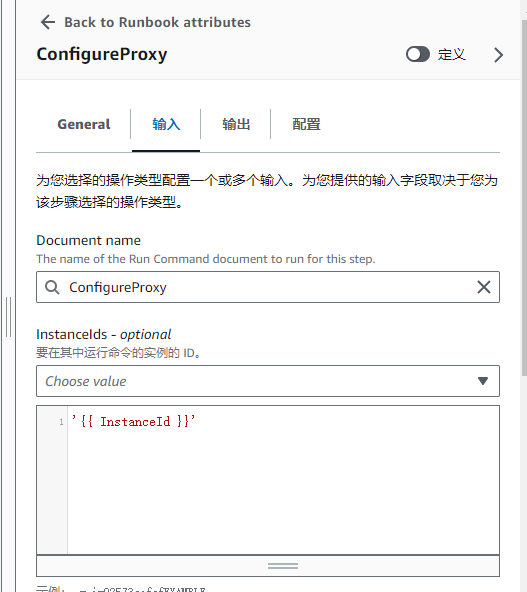 Back to Runbook attributes
ConfigureProxy
定义
General
输入
输出
配置
为您选择的操作类型配置一个或多个输入。为您提供的输入字段取决于您为
该步骤选择的操作类型。
Document name
The name of the Run Command document to run for this step.
ConfigureProxy
InstanceIds - optional
要在其中运行命令的实例的 ID。
Choose value
1
'{{ InstanceId }}'
示例：